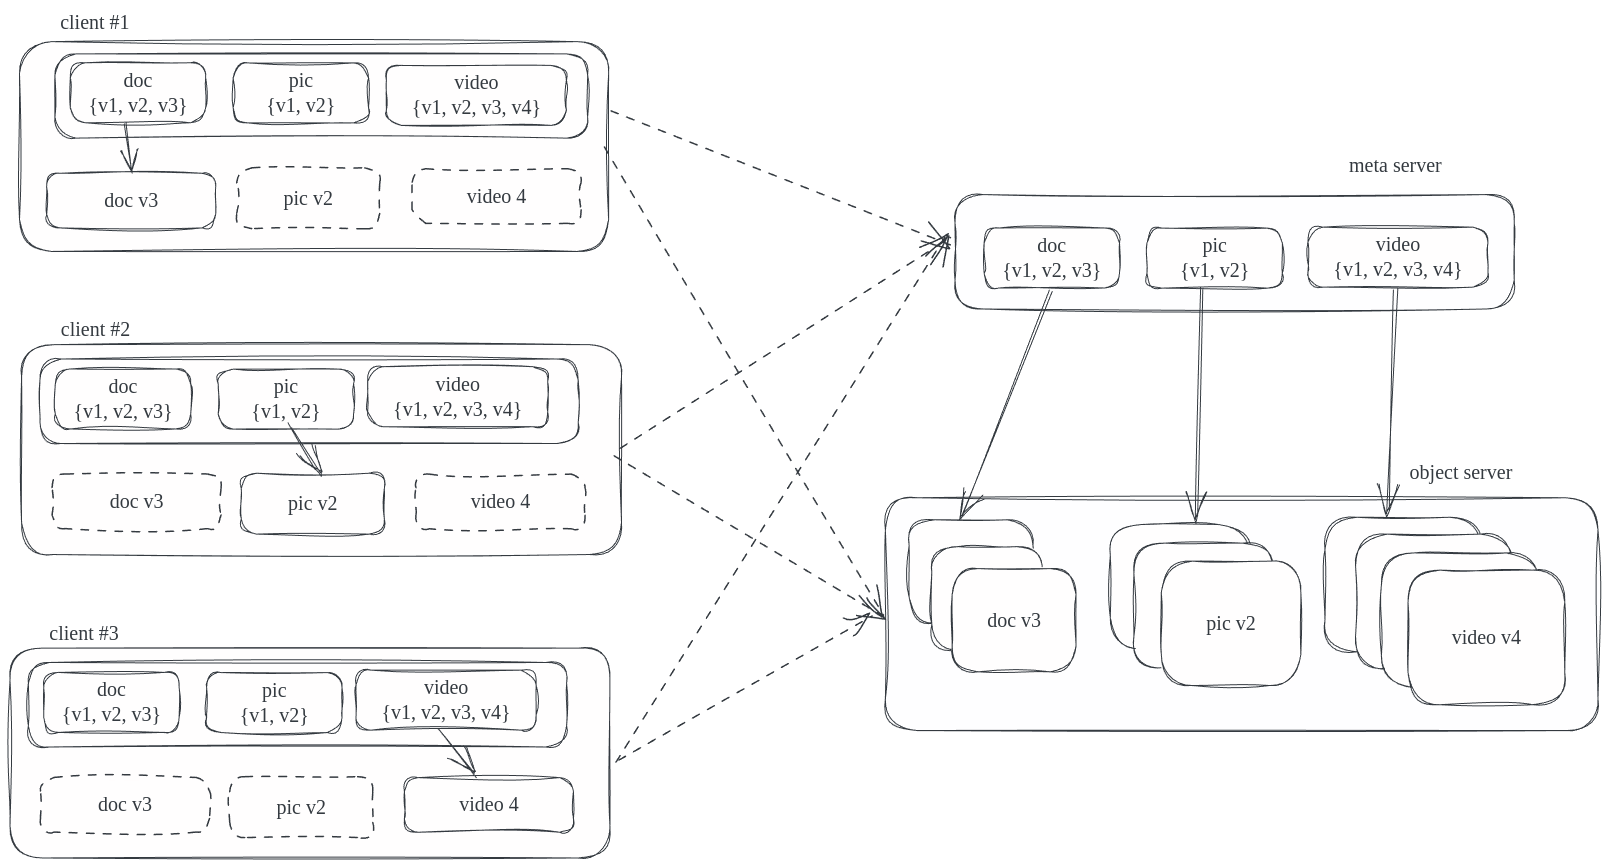 client #1
doc
{v1, v2, v3}
pic
{v1, v2}
video
{v1, v2, v3, v4}
doc v3
pic v2
video 4
client #2
doc
{v1, v2, v3}
pic
{v1, v2}
video
{v1, v2, v3, v4}
doc v3
pic v2
video 4
client #3
doc
{v1, v2, v3}
pic
{v1, v2}
video
{v1, v2, v3, v4}
doc v3
pic v2
video 4
meta server
doc
{v1, v2, v3}
pic
{v1, v2}
video
{v1, v2, v3, v4}
object server
doc v3
pic v2
video v4